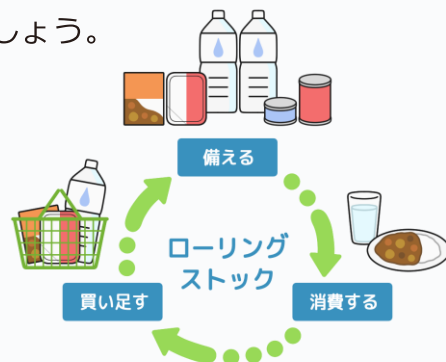 しょう。
備える
ローリング
ストック
買い足す
消費する